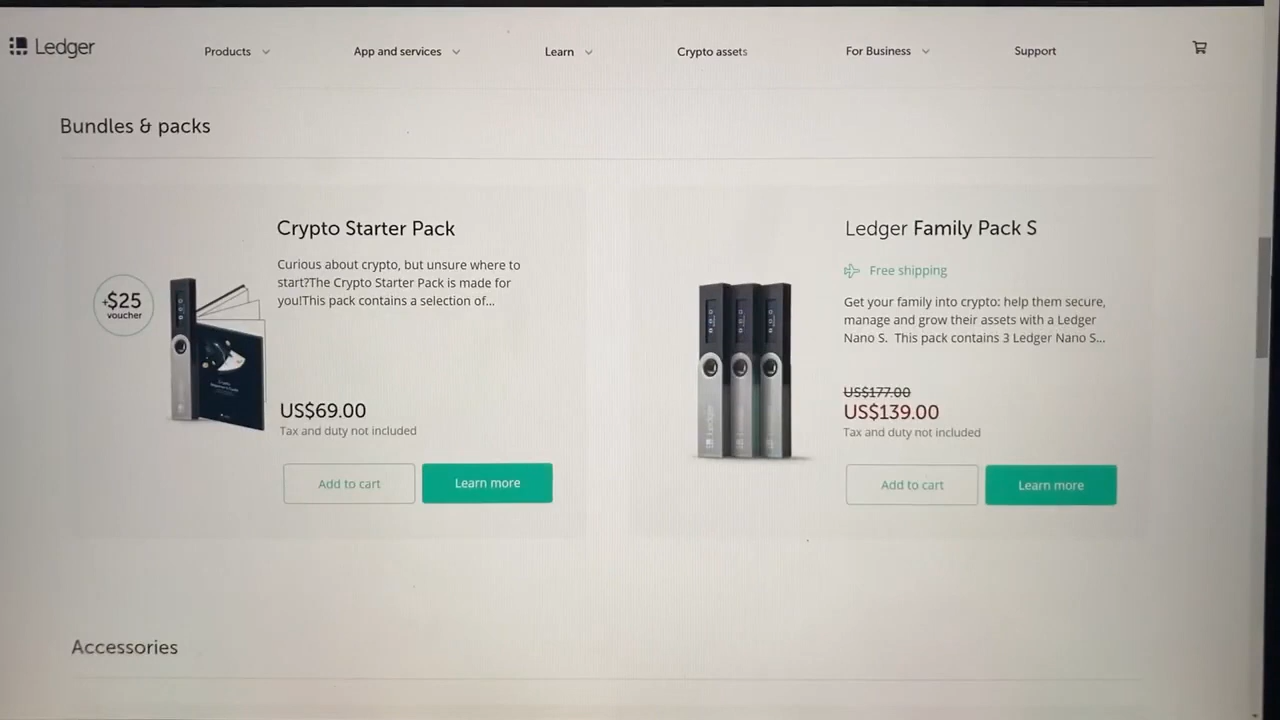 Ledger
Products
App and services
Learn
Crypto assets
For Business
Support
Bundles & packs
Crypto Starter Pack
Curious about crypto, but unsure where to
start?The Crypto Starter Pack is made for
you!This pack contains a selection of...
+$25
voucher
US$69.00
Tax and duty not included
Add to cart
Learn more
Ledger Family Pack S
Free shipping
Get your family into crypto: help them secure,
manage and grow their assets with a Ledger
Nano S. This pack contains 3 Ledger Nano S...
Ledger
US$177.00
US$139.00
Tax and duty not included
Add to cart
Learn more
Accessories